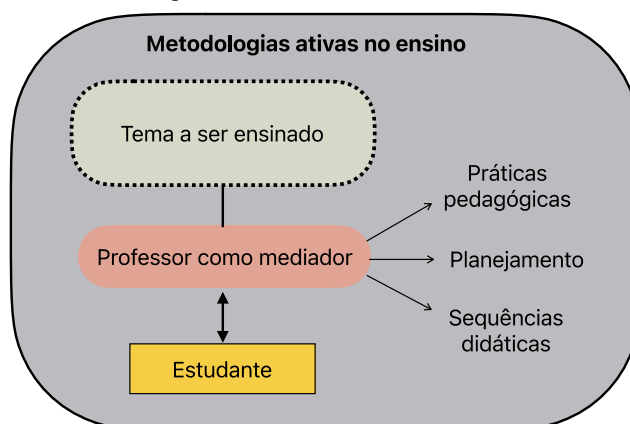 Metodologias ativas no ensino
Tema a ser ensinado
Professor como mediador
Práticas
pedagógicas
Planejamento
Sequências
didáticas
Estudante